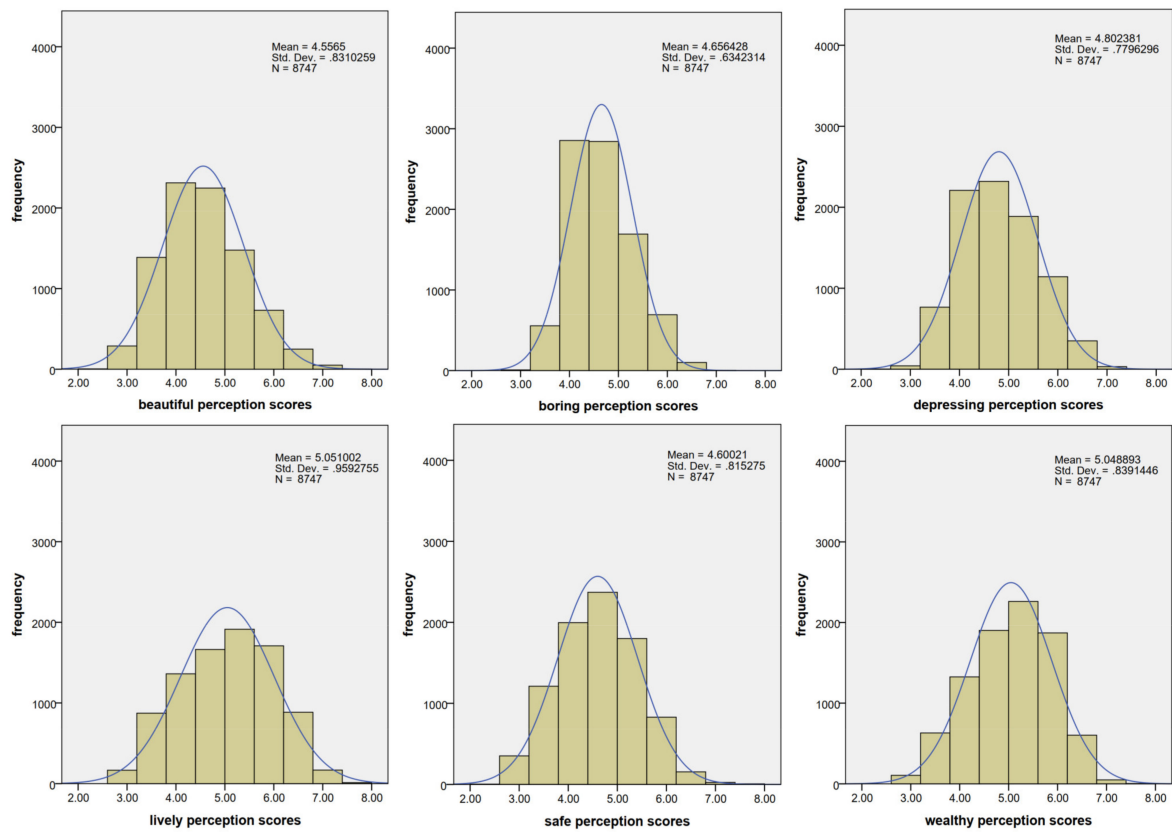 Mean = 4.5565
Std. Dev. = .8310259
N = 8747
4000
3000
2000
1000
0
frequency
2.00 3.00 4.00 5.00 6.00 7.00 8.00
beautiful perception scores
Mean = 4.656428
Std. Dev. = .6342314
N = 8747
4000
3000
2000
1000
0
frequency
2.00 3.00 4.00 5.00 6.00 7.00 8.00
boring perception scores
Mean = 4.802381
Std. Dev. = .7796296
N = 8747
4000
3000
2000
1000
0
frequency
2.00 3.00 4.00 5.00 6.00 7.00 8.00
depressing perception scores
Mean = 5.051002
Std. Dev. = .9592755
N = 8747
4000
3000
2000
1000
0
frequency
2.00 3.00 4.00 5.00 6.00 7.00 8.00
lively perception scores
Mean = 4.60021
Std. Dev. = .815275
N = 8747
4000
3000
2000
1000
0
frequency
2.00 3.00 4.00 5.00 6.00 7.00 8.00
safe perception scores
Mean = 5.048893
Std. Dev. = .8391446
N = 8747
4000
3000
2000
1000
0
frequency
2.00 3.00 4.00 5.00 6.00 7.00 8.00
wealthy perception scores